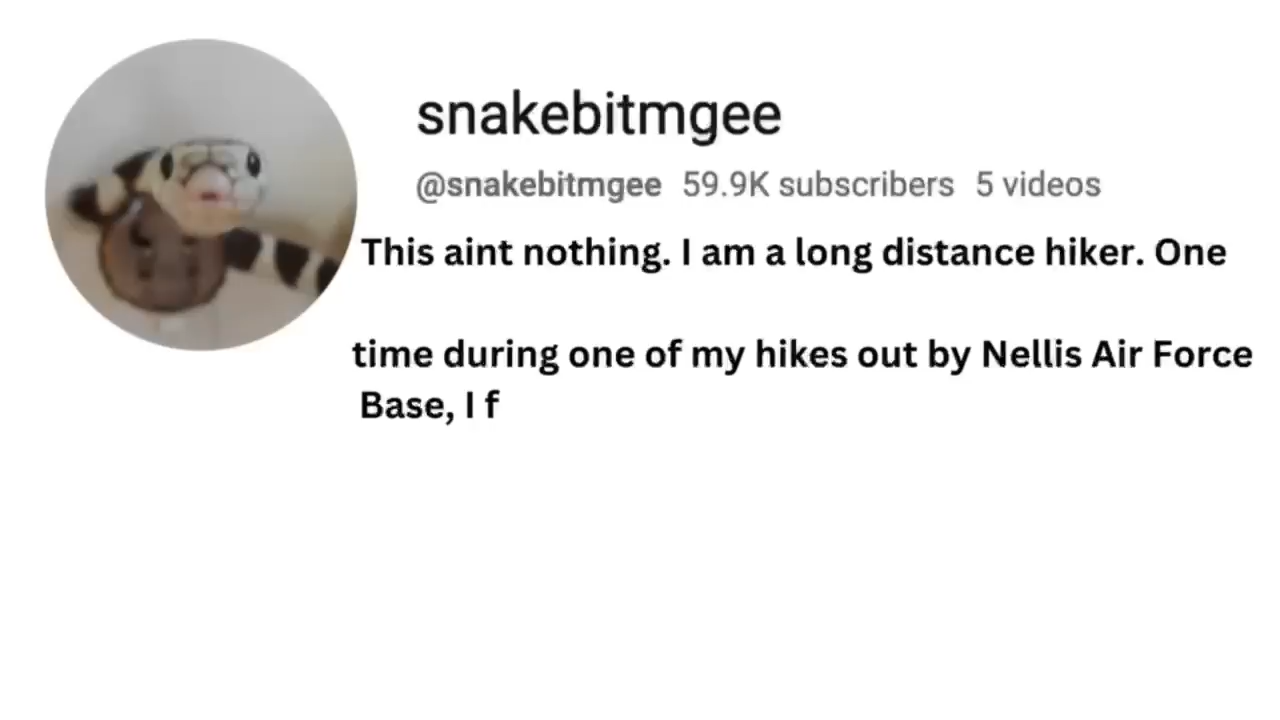 snakebitmgee
@snakebitmgee 59.9K subscribers 5 videos
This aint nothing. I am a long distance hiker. One
time during one of my hikes out by Nellis Air Force
Base, I f